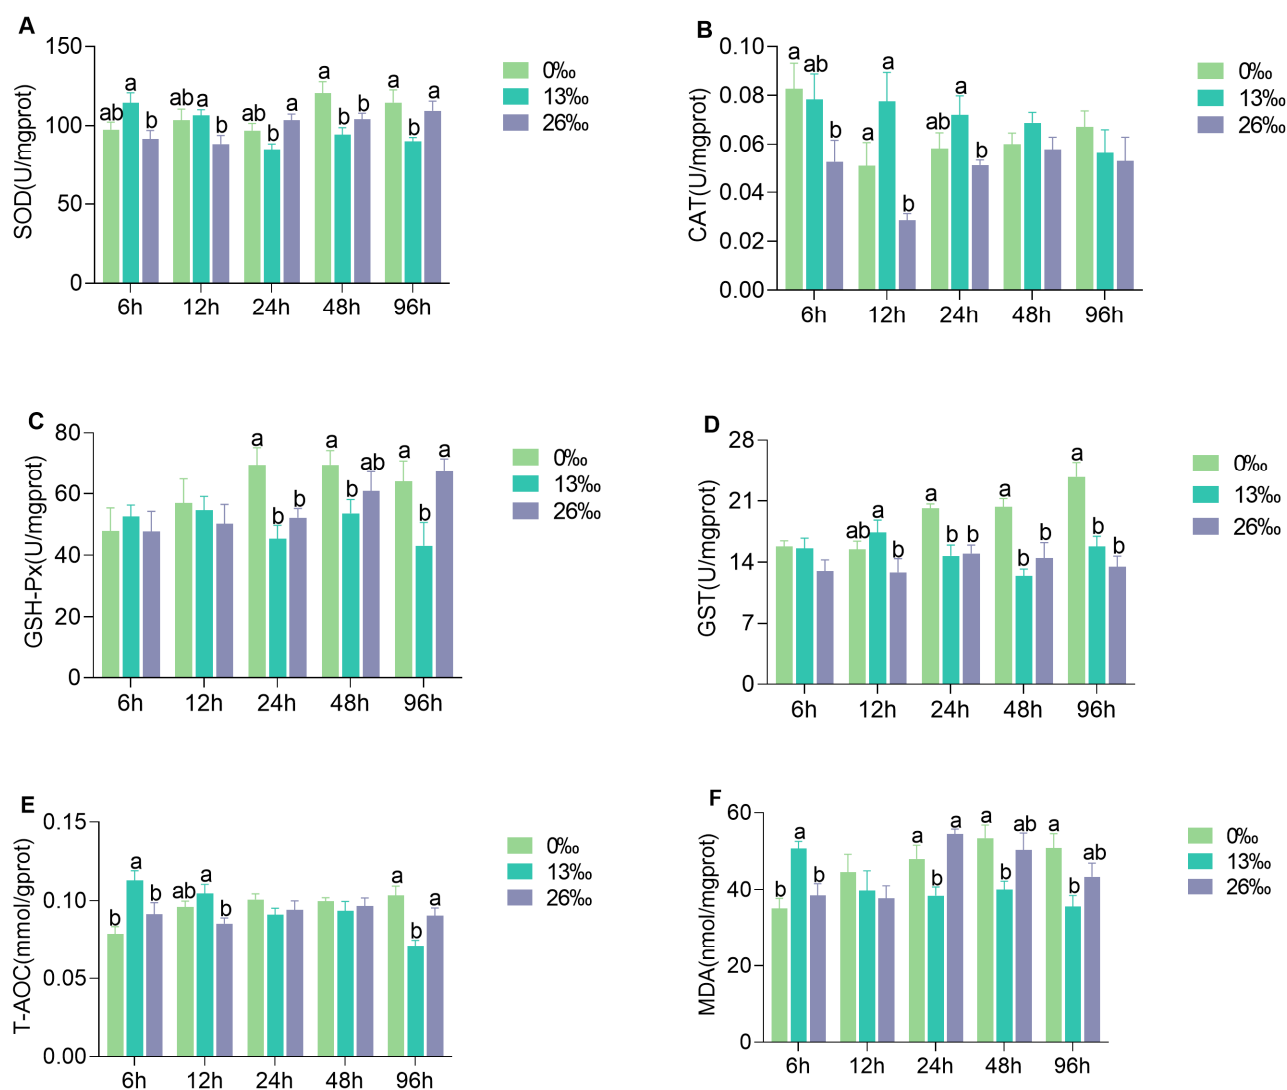 A
SOD(U/mgprot)
150
100
50
0
ab a b ab a b ab b a a b b a b a
6h 12h 24h 48h 96h
0‰
13‰
26‰
B
CAT(U/mgprot)
0.10
0.08
0.06
0.04
0.02
0.00
a ab b a a b ab a b
6h 12h 24h 48h 96h
0‰
13‰
26‰
C
GSH-Px(U/mgprot)
80
60
40
20
0
a b b a b ab a b a
6h 12h 24h 48h 96h
0‰
13‰
26‰
D
GST(U/mgprot)
28
21
14
7
0
ab a b a b b a b b a b b
6h 12h 24h 48h 96h
0‰
13‰
26‰
E
T-AOC(mmol/gprot)
0.15
0.10
0.05
0.00
b a b ab a b a b a
6h 12h 24h 48h 96h
0‰
13‰
26‰
F
MDA(nmol/mgprot)
60
40
20
0
b a b a b a a b ab a b ab
6h 12h 24h 48h 96h
0‰
13‰
26‰